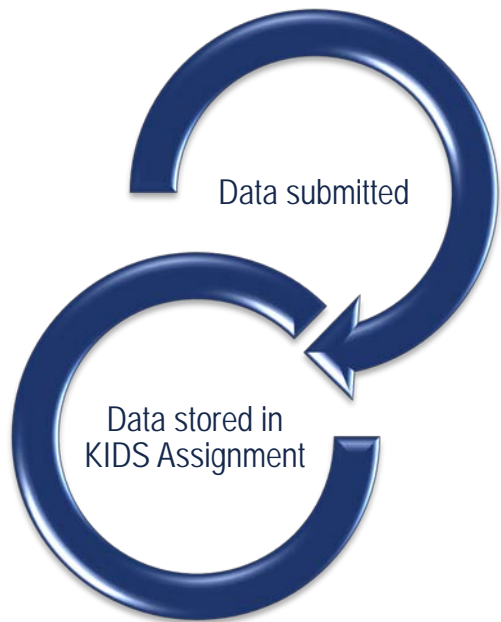 Data submitted
Data stored in
KIDS Assignment